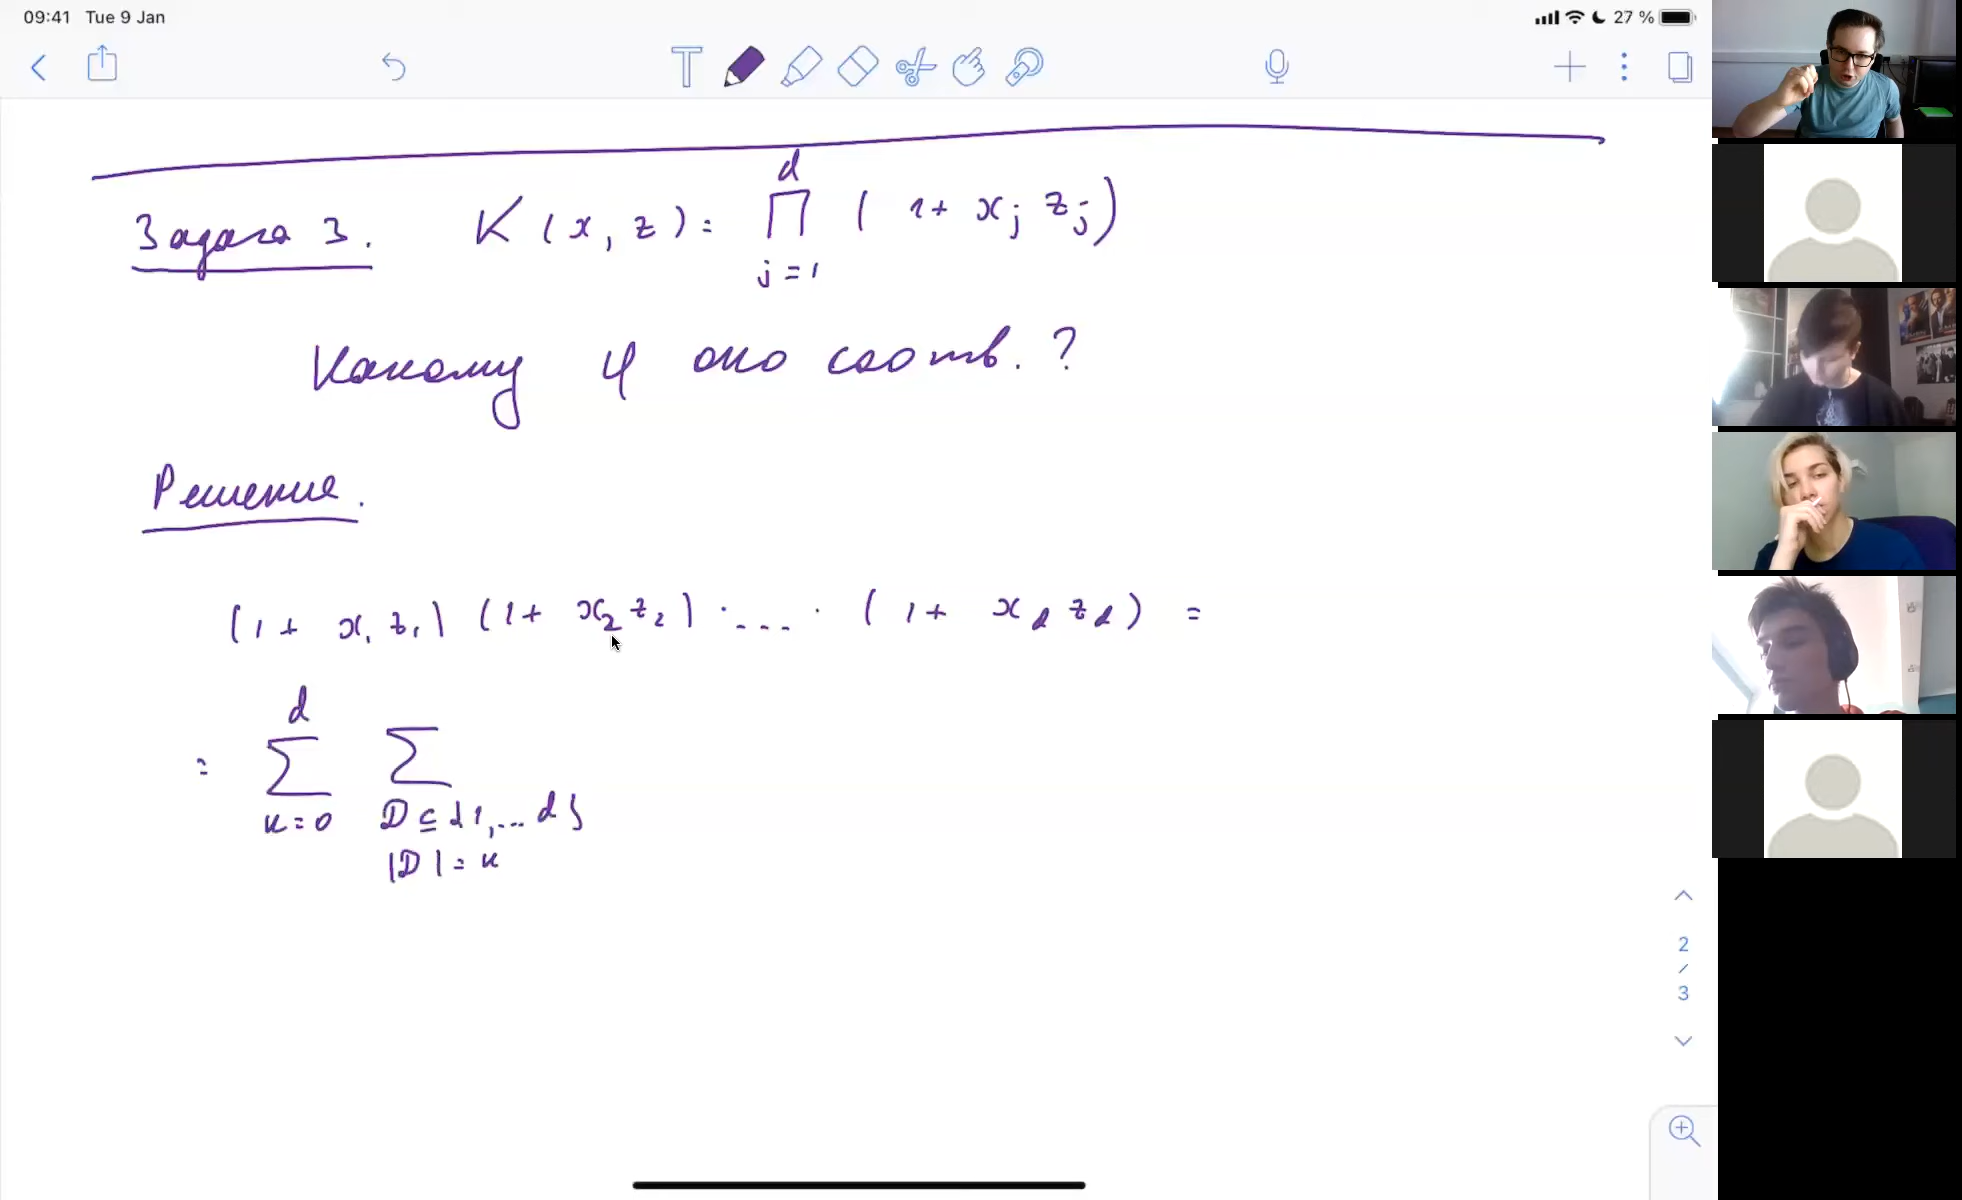 09:41 Tue 9 Jan
27 %
Задача 3. K(x, z) = ∏_{j=1}^{d} (1 + x_j z_j)
Какому φ оно соотв.?
Решение.
(1 + x_1 z_1) (1 + x_2 z_2) · ... · (1 + x_d z_d) =
= ∑_{k=0}^{d} ∑_{D ⊆ {1, ... d} |D| = k}
2
/
3